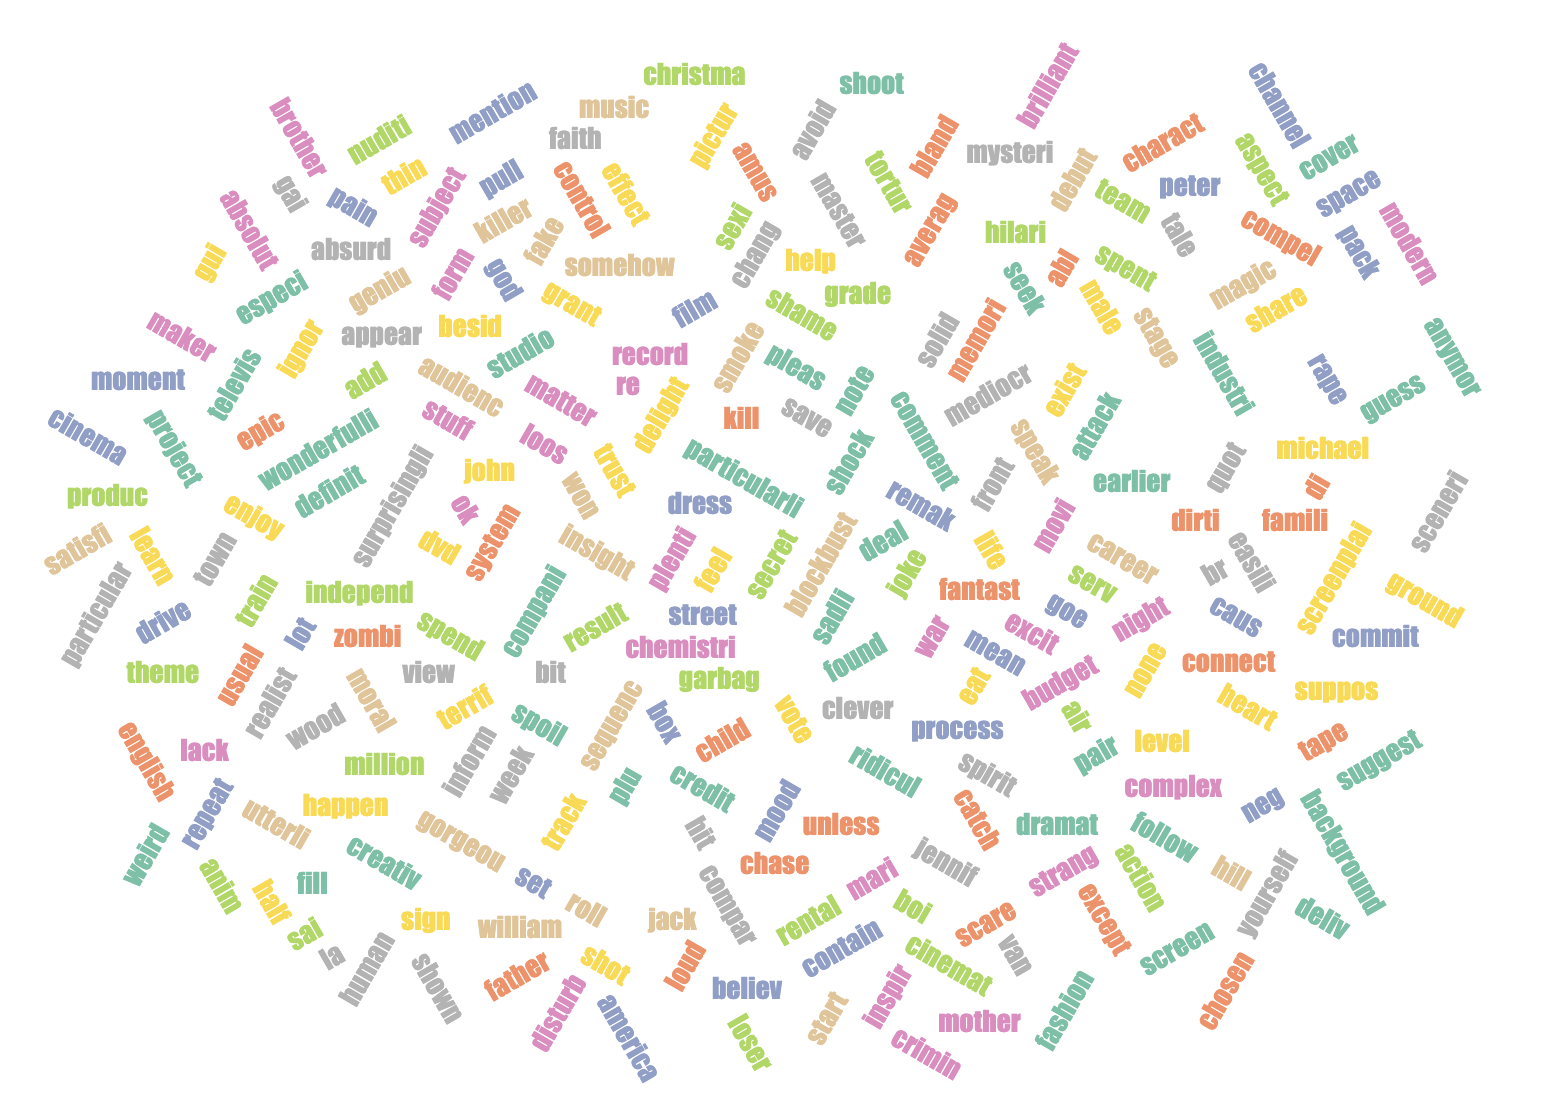 christma
shoot
brilliant
channel
music
mention
brother
nuditi
faith
pictur
avoid
bland
charact
mysteri
aspect
cover
thin
pull
gai
pain
subject
control
effect
amus
tortur
master
debut
team
peter
space
absolut
killer
fake
sexi
chang
averag
hilari
tale
compel
modern
pack
absurd
gui
form
god
somehow
help
seek
abl
spent
especi
geniu
grant
film
shame
grade
male
magic
share
maker
appear
besid
studio
record
smoke
solid
memori
stage
industri
anymor
ignor
moment
televis
add
audienc
matter
re
pleas
note
mediocr
exist
rape
guess
cinema
project
epic
wonderfulli
stuff
loos
delight
kill
save
comment
attack
michael
definit
surprisingli
john
trust
particularli
shock
speak
earlier
quot
di
produc
enjoy
ok
won
dress
remak
front
movi
dirti
famili
sceneri
satisfi
learn
town
dvd
system
insight
plenti
feel
secret
blockbust
deal
joke
life
career
br
easili
screenplai
ground
particular
drive
train
independ
compani
result
street
sadli
fantast
serv
goe
night
caus
commit
lot
zombi
spend
chemistri
found
war
excit
mean
theme
usual
realist
view
bit
garbag
eat
budget
none
connect
suppos
wood
moral
terrif
spoil
sequenc
box
child
vote
clever
process
air
heart
english
lack
million
inform
week
plu
credit
mood
ridicul
spirit
pair
level
tape
suggest
complex
repeat
happen
utterli
gorgeou
track
hit
unless
catch
dramat
follow
neg
background
weird
anim
creativ
fill
half
set
chase
mari
jennif
strang
action
hill
yourself
sai
sign
william
roll
jack
compar
rental
boi
scare
except
deliv
la
human
shown
father
shot
loud
contain
cinemat
van
screen
chosen
disturb
america
believ
loser
start
inspir
mother
crimin
fashion